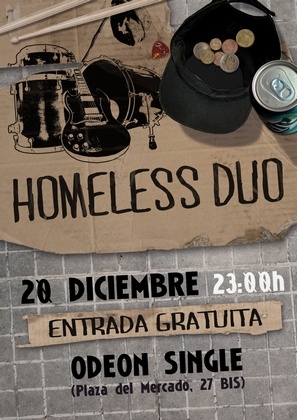 HOMELESS DUO
20 DICIEMBRE 23:00h
ENTRADA GRATUITA
ODEON SINGLE
(Plaza del Mercado, 27 BIS)